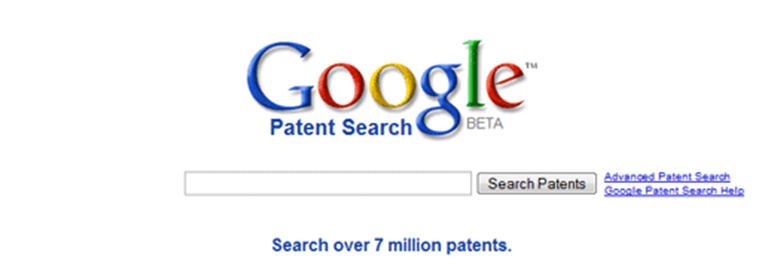 Google™
Patent Search BETA
Search Patents
Advanced Patent Search
Google Patent Search Help
Search over 7 million patents.